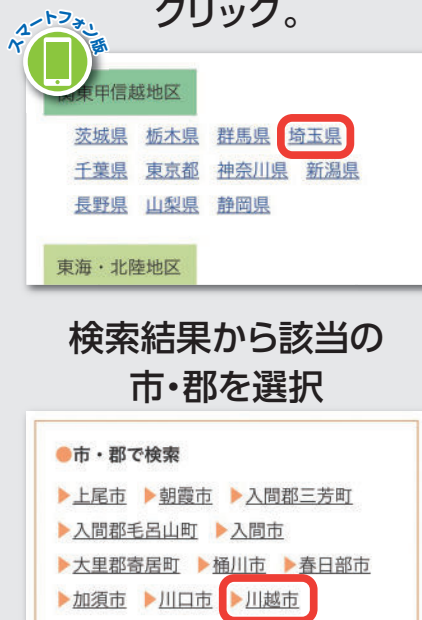 クリック。
スマートフォン版
関東甲信越地区
茨城県 栃木県 群馬県 埼玉県
千葉県 東京都 神奈川県 新潟県
長野県 山梨県 静岡県
東海・北陸地区
検索結果から該当の
市・郡を選択
●市・郡で検索
▶上尾市 ▶朝霞市 ▶入間郡三芳町
▶入間郡毛呂山町 ▶入間市
▶大里郡寄居町 ▶桶川市 ▶春日部市
▶加須市 ▶川口市 ▶川越市